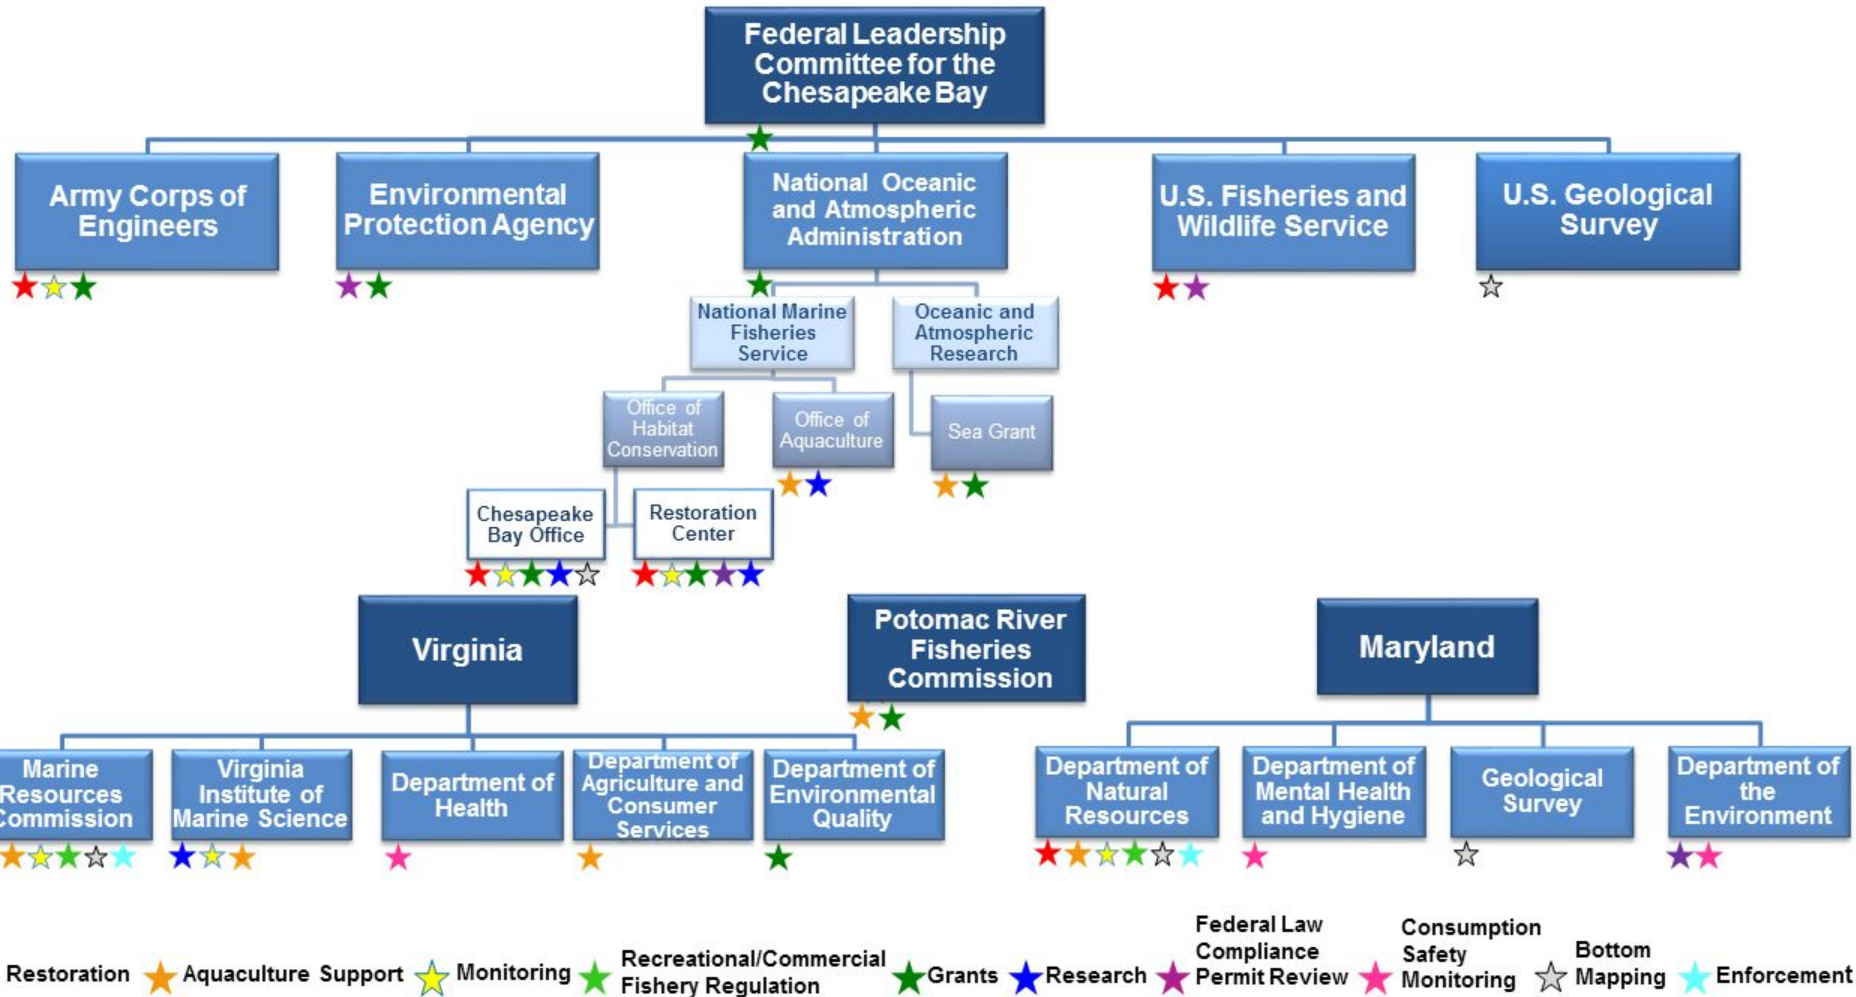 Federal Leadership
Committee for the
Chesapeake Bay
Army Corps of
Engineers
Environmental
Protection Agency
National Oceanic
and Atmospheric
Administration
U.S. Fisheries and
Wildlife Service
U.S. Geological
Survey
National Marine
Fisheries
Service
Oceanic and
Atmospheric
Research
Office of
Habitat
Conservation
Office of
Aquaculture
Sea Grant
Chesapeake
Bay Office
Restoration
Center
Virginia
Potomac River
Fisheries
Commission
Maryland
Marine
Resources
Commission
Virginia
Institute of
Marine Science
Department of
Health
Department of
Agriculture and
Consumer
Services
Department of
Environmental
Quality
Department of
Natural
Resources
Department of
Mental Health
and Hygiene
Geological
Survey
Department of
the
Environment
Restoration
Aquaculture Support
Monitoring
Recreational/Commercial
Fishery Regulation
Grants
Research
Federal Law
Compliance
Permit Review
Consumption
Safety
Monitoring
Bottom
Mapping
Enforcement